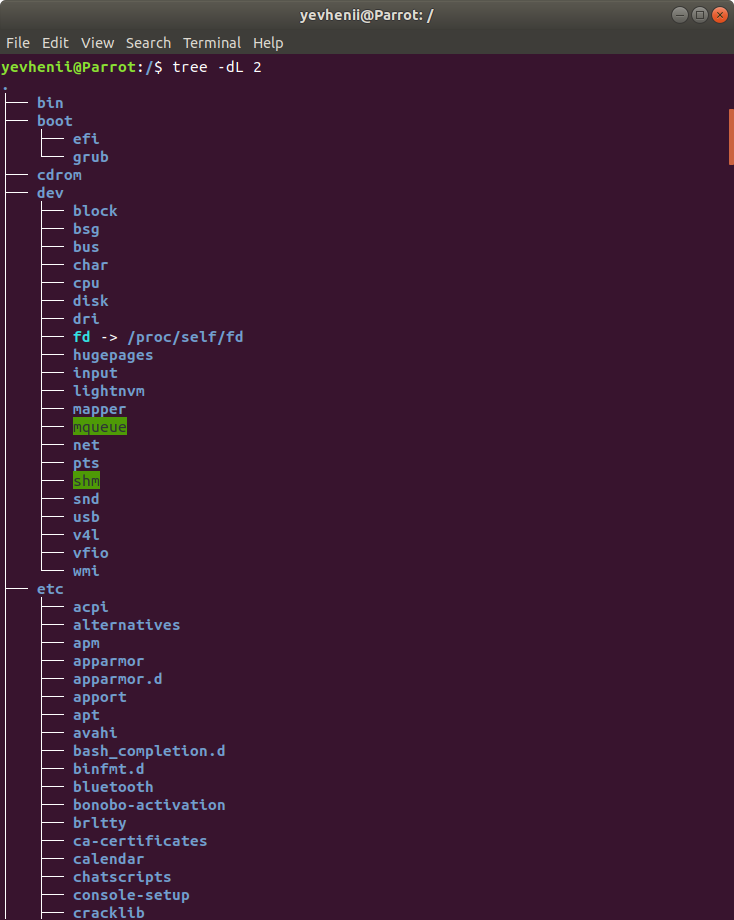 yevhenii@Parrot: /
File Edit View Search Terminal Help
yevhenii@Parrot:/$ tree -dL 2
.
├── bin
├── boot
│   ├── efi
│   └── grub
├── cdrom
├── dev
│   ├── block
│   ├── bsg
│   ├── bus
│   ├── char
│   ├── cpu
│   ├── disk
│   ├── dri
│   ├── fd -> /proc/self/fd
│   ├── hugepages
│   ├── input
│   ├── lightnvm
│   ├── mapper
│   ├── mqueue
│   ├── net
│   ├── pts
│   ├── shm
│   ├── snd
│   ├── usb
│   ├── v4l
│   ├── vfio
│   └── wmi
├── etc
│   ├── acpi
│   ├── alternatives
│   ├── apm
│   ├── apparmor
│   ├── apparmor.d
│   ├── apport
│   ├── apt
│   ├── avahi
│   ├── bash_completion.d
│   ├── binfmt.d
│   ├── bluetooth
│   ├── bonobo-activation
│   ├── brltty
│   ├── ca-certificates
│   ├── calendar
│   ├── chatscripts
│   ├── console-setup
│   ├── cracklib